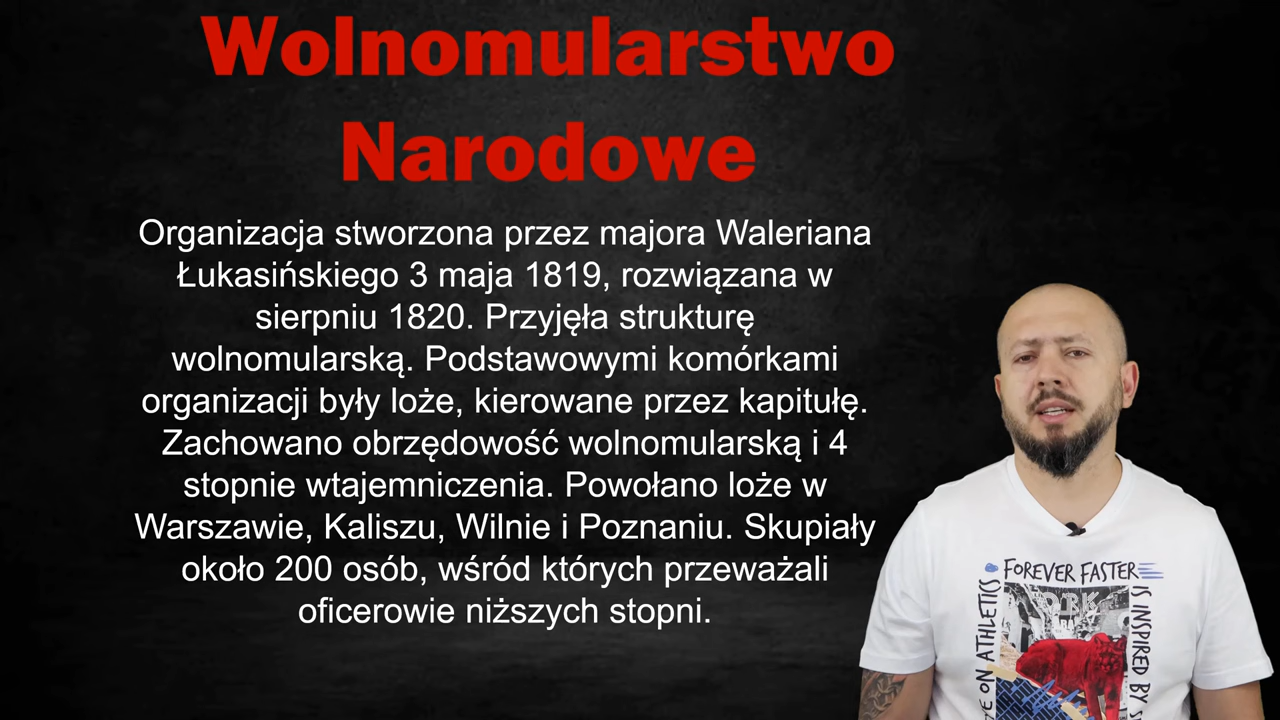 Wolnomularstwo
Narodowe
Organizacja stworzona przez majora Waleriana
Łukasińskiego 3 maja 1819, rozwiązana w
sierpniu 1820. Przyjęła strukturę
wolnomularską. Podstawowymi komórkami
organizacji były loże, kierowane przez kapitułę.
Zachowano obrzędowość wolnomularską i 4
stopnie wtajemniczenia. Powołano loże w
Warszawie, Kaliszu, Wilnie i Poznaniu. Skupiały
około 200 osób, wśród których przeważali
oficerowie niższych stopni.
FOREVER FASTER
ON ATHLETICS
IS INSPIRED BY